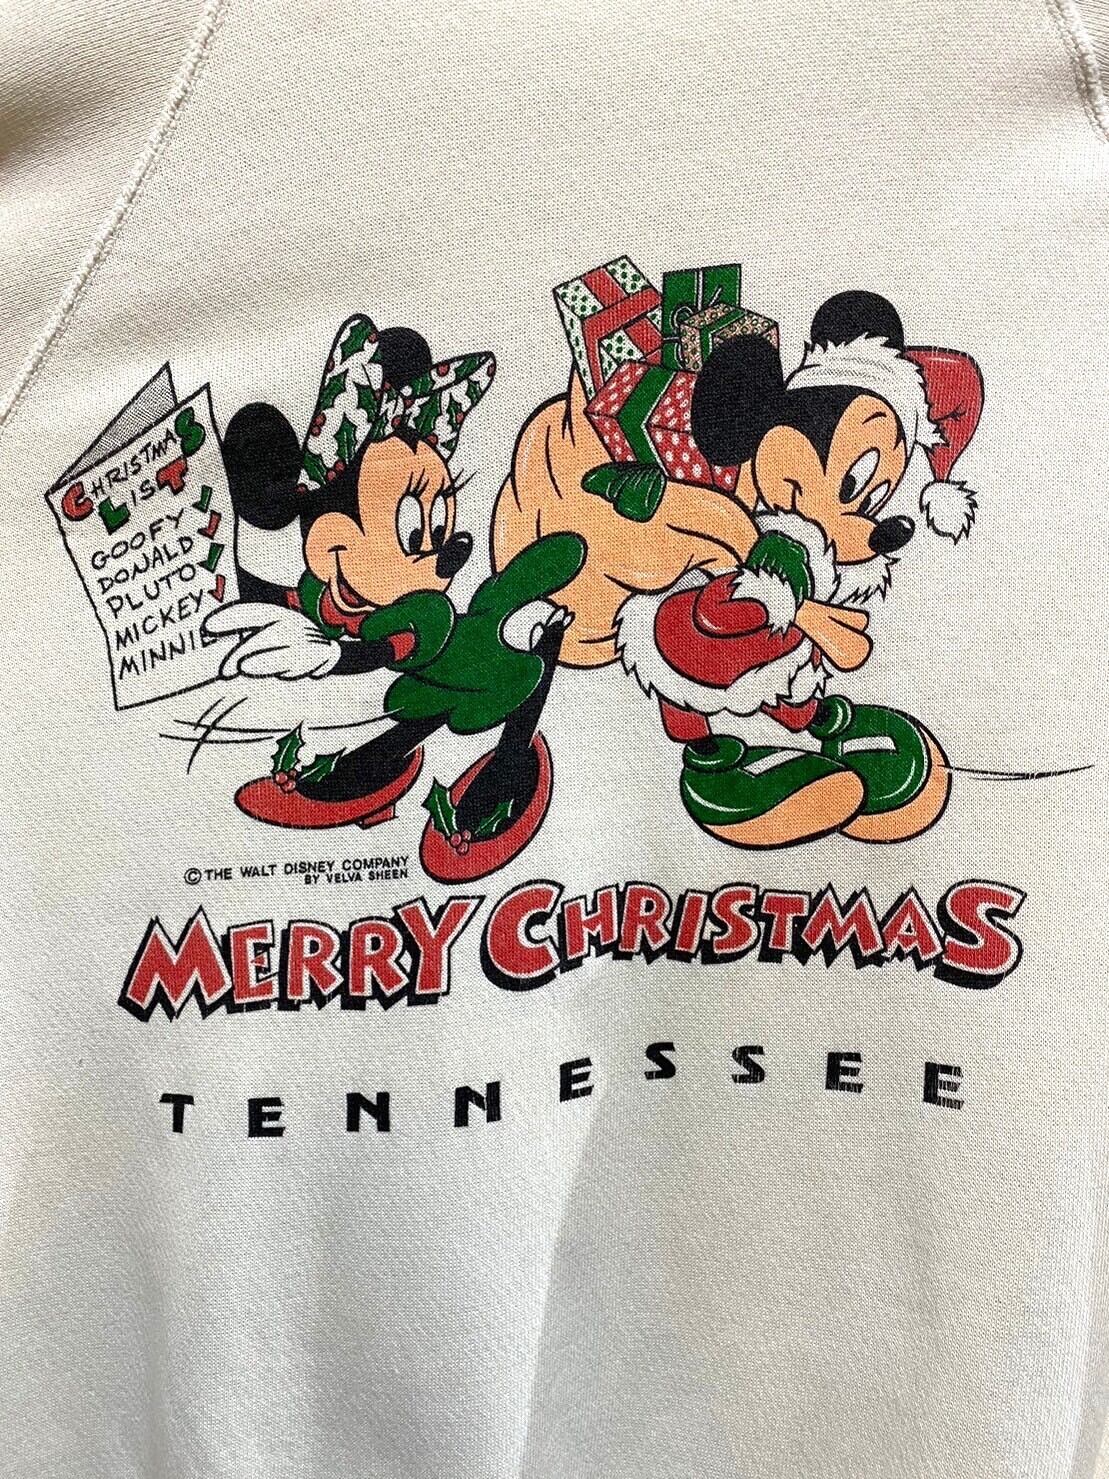 CHRISTMAS
LIST
GOOFY
DONALD
PLUTO
MICKEY
MINNIE
© THE WALT DISNEY COMPANY
BY VELVA SHEEN
MERRY CHRISTMAS
TENNESSEE